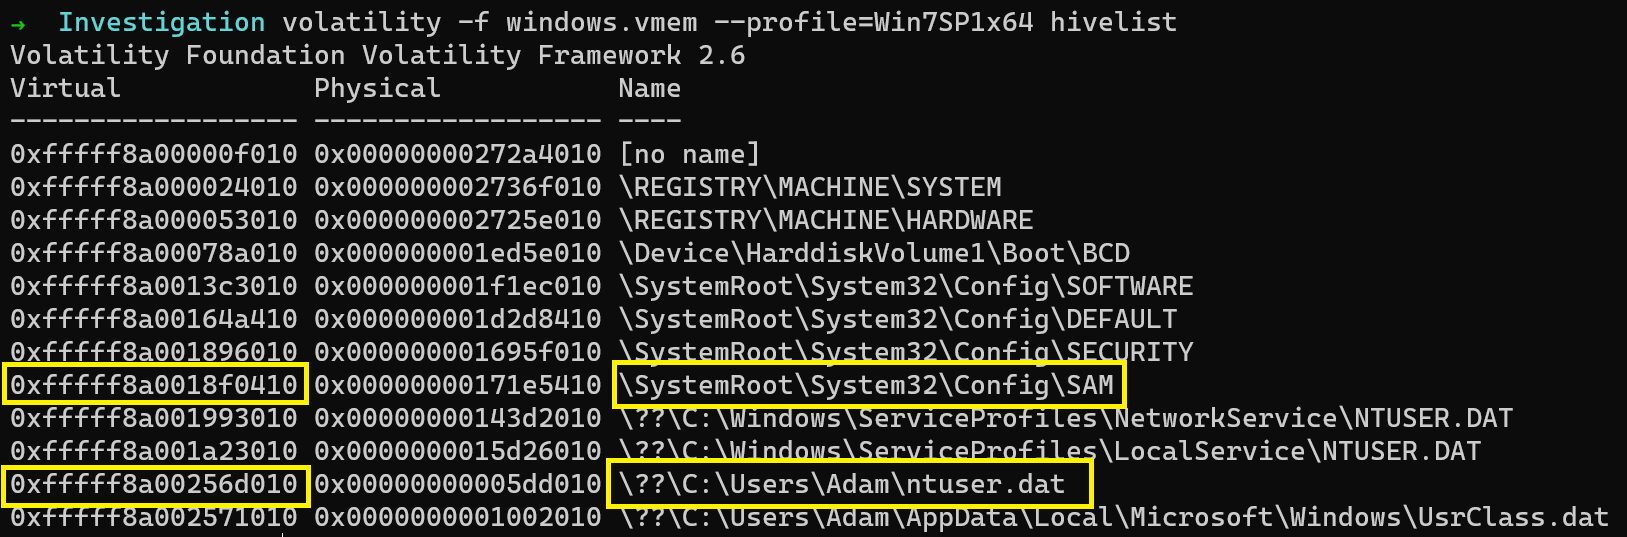 → Investigation volatility -f windows.vmem --profile=Win7SP1x64 hivelist
Volatility Foundation Volatility Framework 2.6
Virtual Physical Name
------------------ ------------------ ----
0xfffff8a00000f010 0x00000000272a4010 [no name]
0xfffff8a000024010 0x000000002736f010 \REGISTRY\MACHINE\SYSTEM
0xfffff8a000053010 0x000000002725e010 \REGISTRY\MACHINE\HARDWARE
0xfffff8a00078a010 0x000000001ed5e010 \Device\HarddiskVolume1\Boot\BCD
0xfffff8a0013c3010 0x000000001f1ec010 \SystemRoot\System32\Config\SOFTWARE
0xfffff8a00164a410 0x000000001d2d8410 \SystemRoot\System32\Config\DEFAULT
0xfffff8a001896010 0x000000001695f010 \SystemRoot\System32\Config\SECURITY
0xfffff8a0018f0410 0x00000000171e5410 \SystemRoot\System32\Config\SAM
0xfffff8a001993010 0x00000000143d2010 \??\C:\Windows\ServiceProfiles\NetworkService\NTUSER.DAT
0xfffff8a001a23010 0x0000000015d26010 \??\C:\Windows\ServiceProfiles\LocalService\NTUSER.DAT
0xfffff8a00256d010 0x00000000005dd010 \??\C:\Users\Adam\ntuser.dat
0xfffff8a002571010 0x0000000001002010 \??\C:\Users\Adam\AppData\Local\Microsoft\Windows\UsrClass.dat